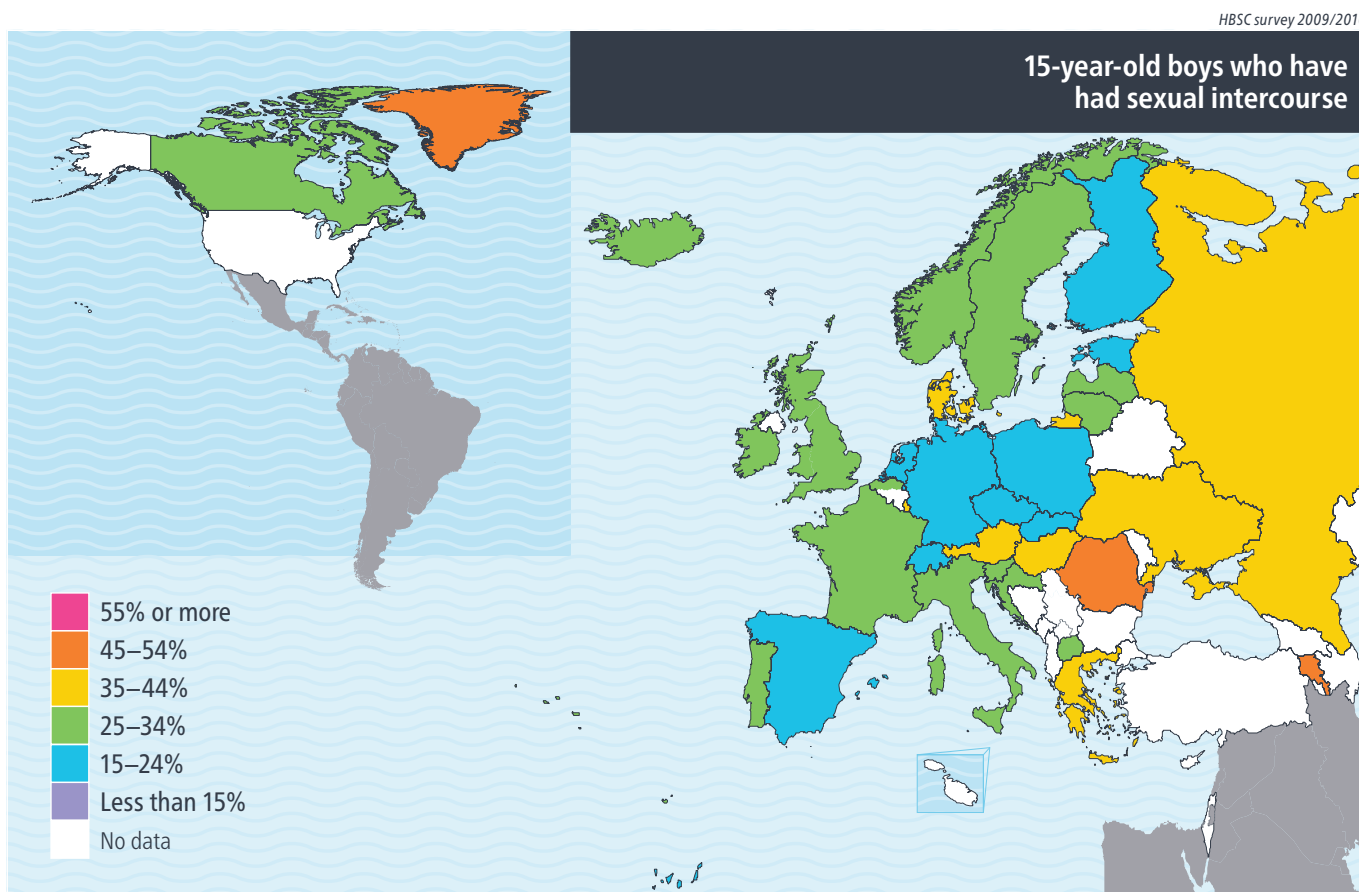 HBSC survey 2009/201
15-year-old boys who have
had sexual intercourse
55% or more
45–54%
35–44%
25–34%
15–24%
Less than 15%
No data